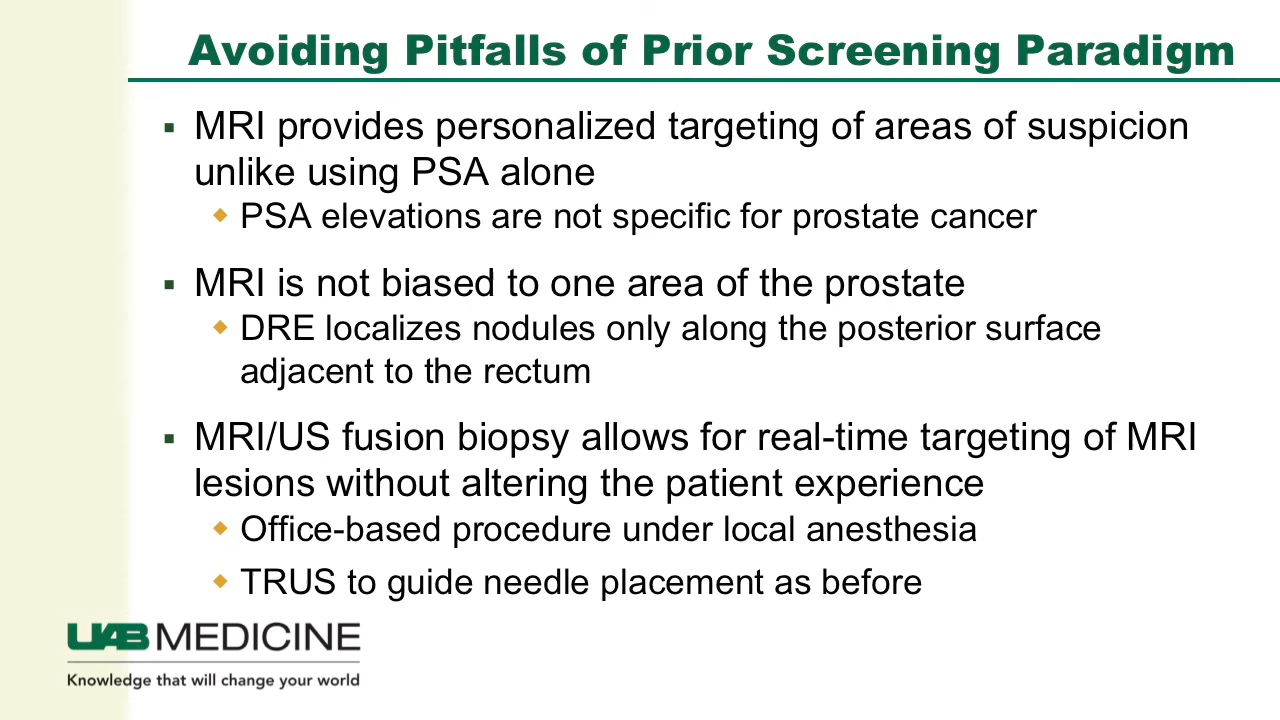 Avoiding Pitfalls of Prior Screening Paradigm
▪ MRI provides personalized targeting of areas of suspicion
unlike using PSA alone
◆ PSA elevations are not specific for prostate cancer
▪ MRI is not biased to one area of the prostate
◆ DRE localizes nodules only along the posterior surface
adjacent to the rectum
▪ MRI/US fusion biopsy allows for real-time targeting of MRI
lesions without altering the patient experience
◆ Office-based procedure under local anesthesia
◆ TRUS to guide needle placement as before
UAB MEDICINE
Knowledge that will change your world